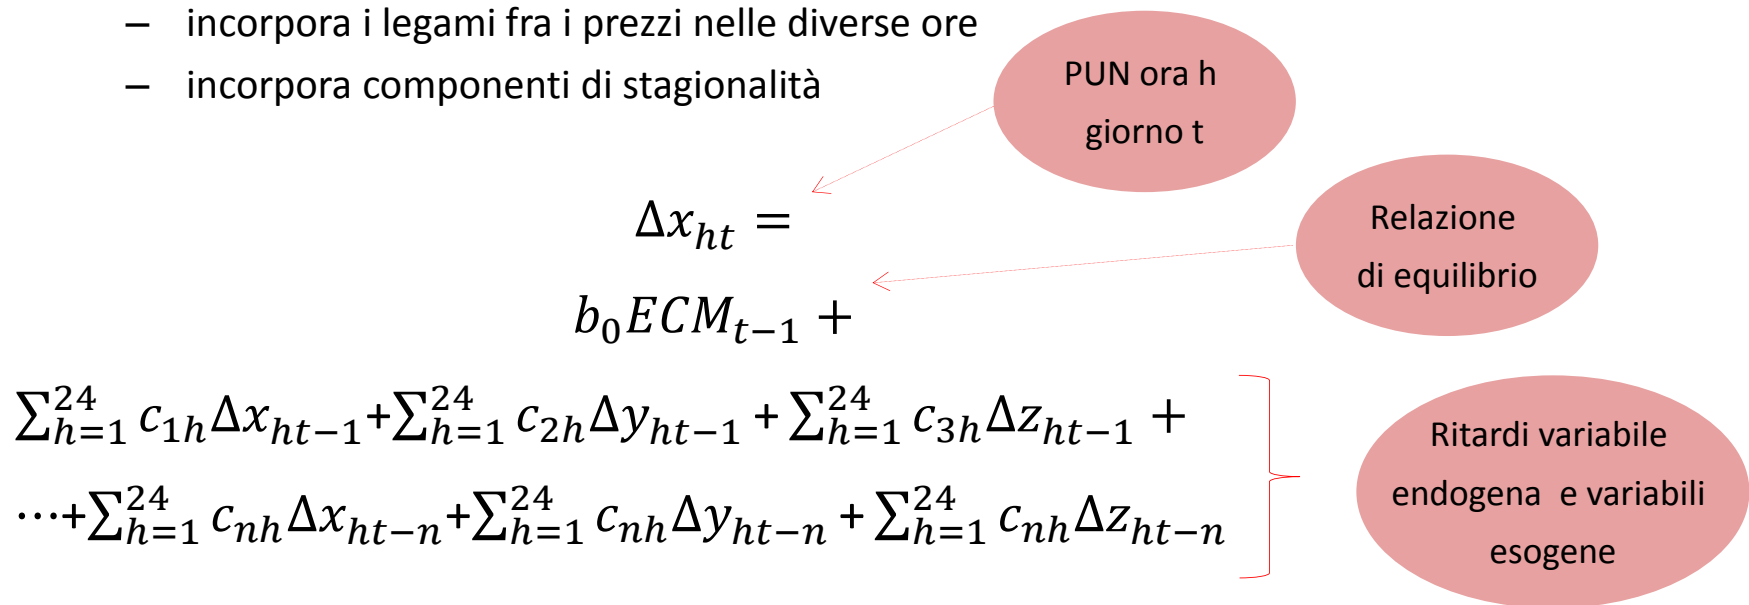 – incorpora i legami fra i prezzi nelle diverse ore
– incorpora componenti di stagionalità
PUN ora h
giorno t
Δx_{ht} =
Relazione
di equilibrio
b_0ECM_{t−1} +
∑_{h=1}^{24} c_{1h}Δx_{ht−1}+∑_{h=1}^{24} c_{2h}Δy_{ht−1} + ∑_{h=1}^{24} c_{3h}Δz_{ht−1} +
⋯+∑_{h=1}^{24} c_{nh}Δx_{ht−n}+∑_{h=1}^{24} c_{nh}Δy_{ht−n} + ∑_{h=1}^{24} c_{nh}Δz_{ht−n}
Ritardi variabile
endogena e variabili
esogene